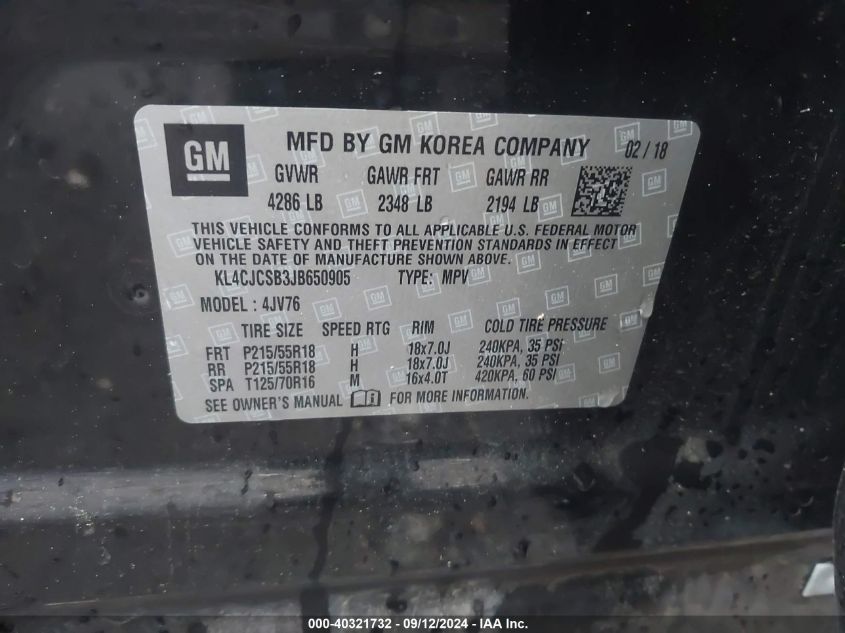 GM MFD BY GM KOREA COMPANY 02/18
GVWR GAWR FRT GAWR RR
4286 LB 2348 LB 2194 LB
THIS VEHICLE CONFORMS TO ALL APPLICABLE U.S. FEDERAL MOTOR
VEHICLE SAFETY AND THEFT PREVENTION STANDARDS IN EFFECT
ON THE DATE OF MANUFACTURE SHOWN ABOVE.
KL4CJCSB3JB650905 TYPE: MPV
MODEL : 4JV76
TIRE SIZE SPEED RTG RIM COLD TIRE PRESSURE
FRT P215/55R18 H 18x7.0J 240KPA, 35 PSI
RR P215/55R18 H 18x7.0J 240KPA, 35 PSI
SPA T125/70R16 M 16x4.0T 420KPA, 60 PSI
SEE OWNER'S MANUAL FOR MORE INFORMATION.
000-40321732 - 09/12/2024 - IAA Inc.